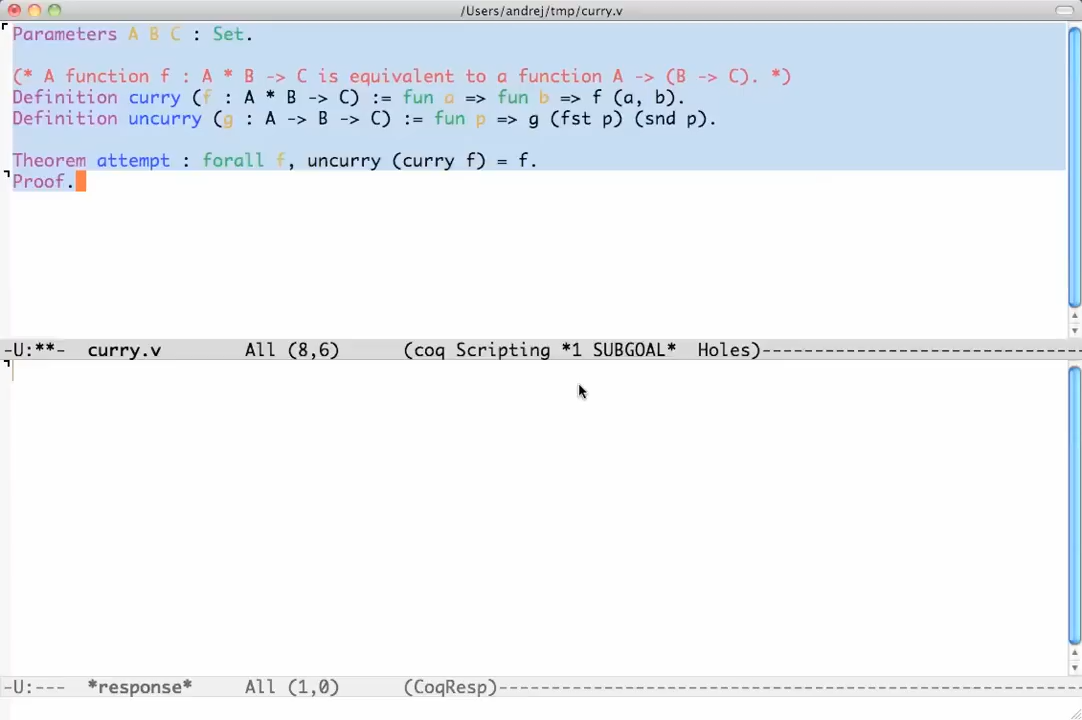 /Users/andrej/tmp/curry.v
Parameters A B C : Set.
(* A function f : A * B -> C is equivalent to a function A -> (B -> C). *)
Definition curry (f : A * B -> C) := fun a => fun b => f (a, b).
Definition uncurry (g : A -> B -> C) := fun p => g (fst p) (snd p).
Theorem attempt : forall f, uncurry (curry f) = f.
Proof.
-U:**-  curry.v        All (8,6)      (coq Scripting *1 SUBGOAL*  Holes)------------------------------
-U:---  *response*     All (1,0)      (CoqResp)-------------------------------------------------------